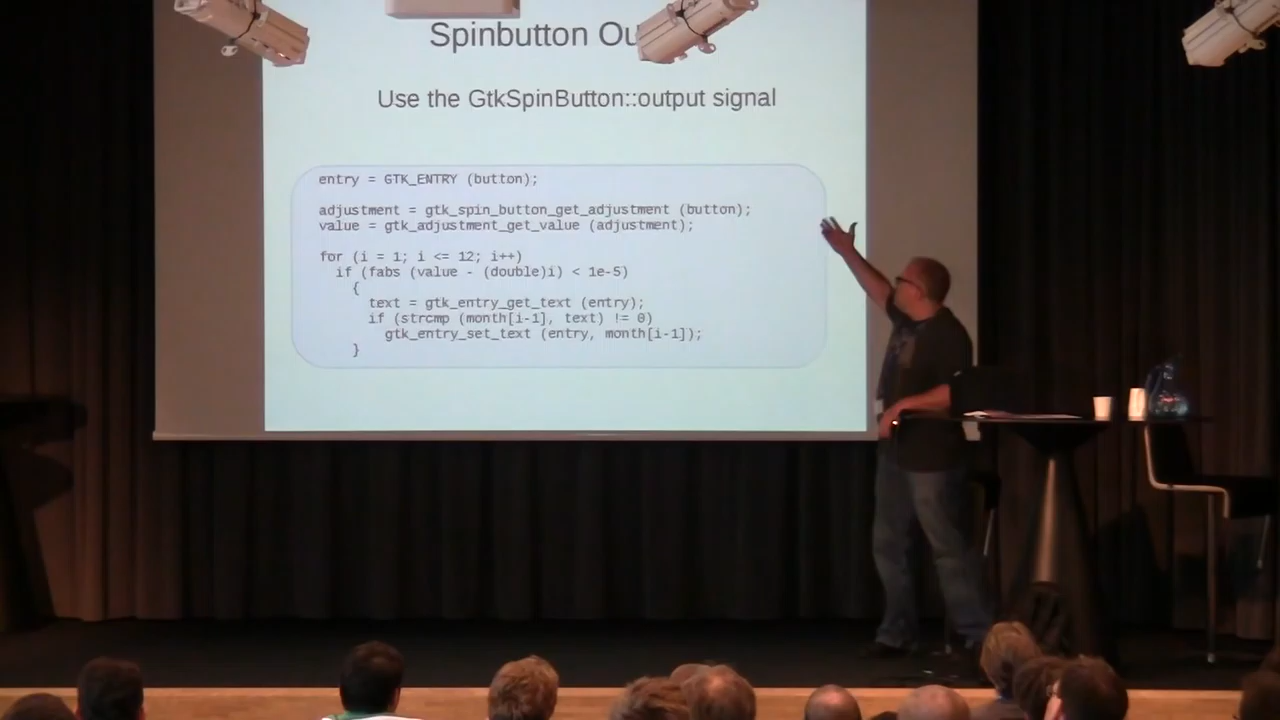 Spinbutton Ou
Use the GtkSpinButton::output signal
entry = GTK_ENTRY (button);
adjustment = gtk_spin_button_get_adjustment (button);
value = gtk_adjustment_get_value (adjustment);
for (i = 1; i <= 12; i++)
if (fabs (value - (double)i) < 1e-5)
{
text = gtk_entry_get_text (entry);
if (strcmp (month[i-1], text) != 0)
gtk_entry_set_text (entry, month[i-1]);
}